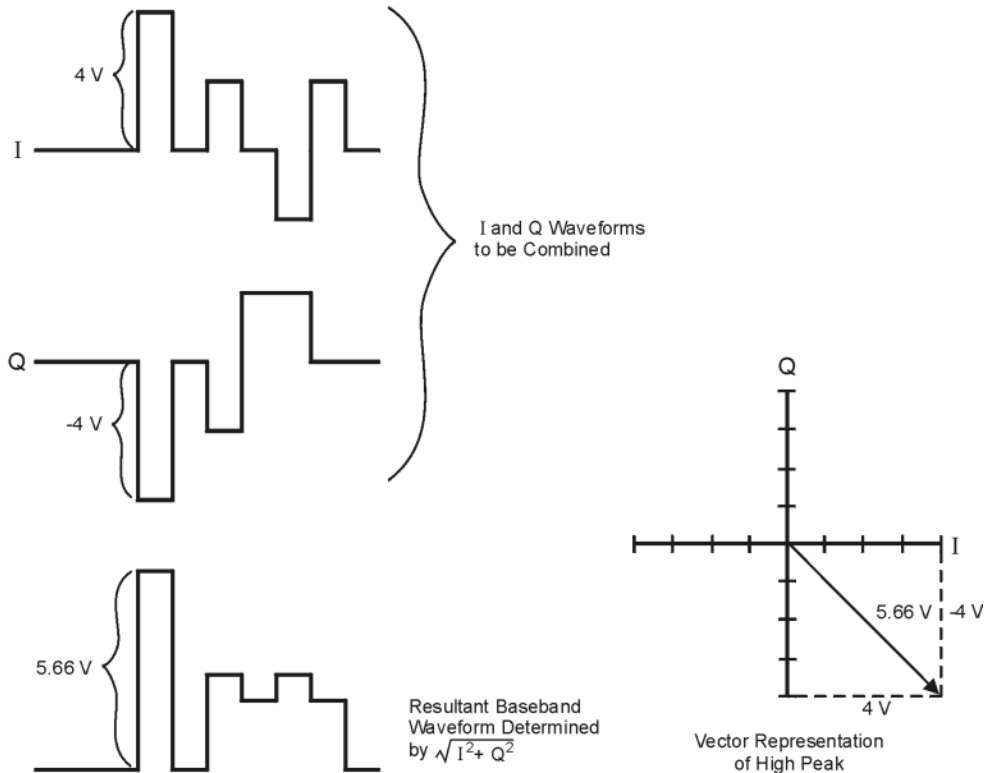 4 V
I
I and Q Waveforms
to be Combined
Q
-4 V
Q
I
5.66 V
-4 V
4 V
5.66 V
Resultant Baseband
Waveform Determined
by √I²+ Q²
Vector Representation
of High Peak